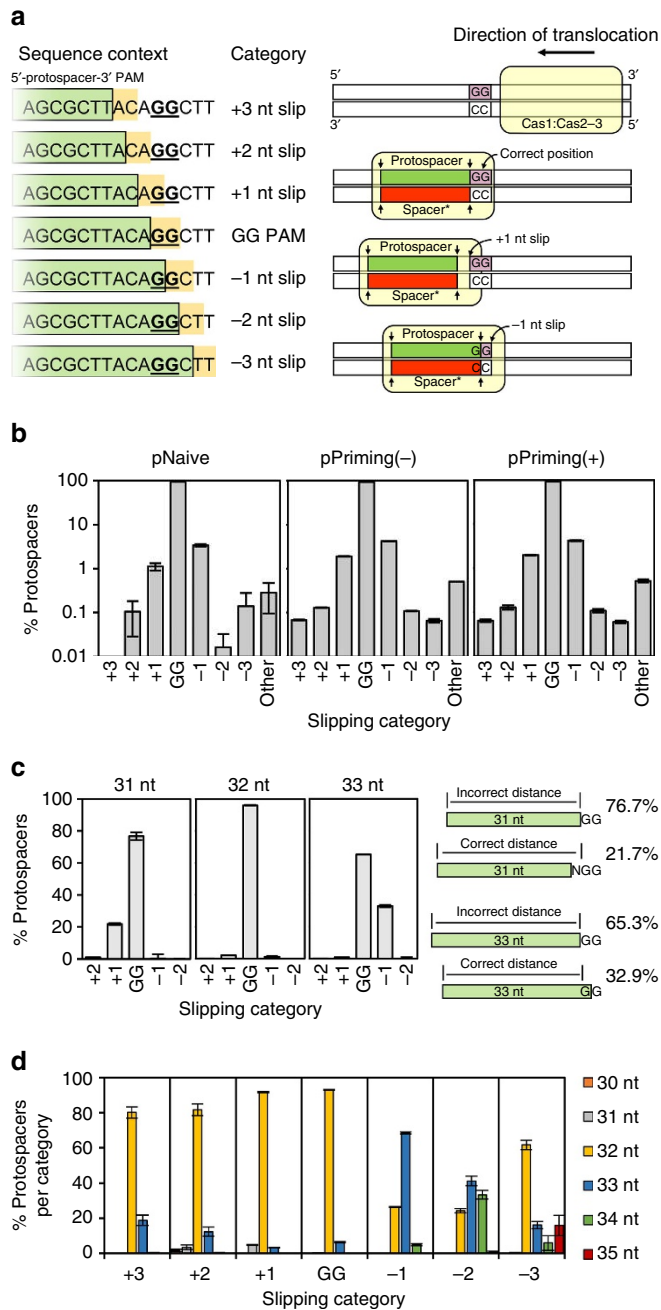 a
Sequence context
Category
5′-protospacer-3′ PAM
AGCGCTTACAGGCTT
+3 nt slip
AGCGCTTACAGGCTT
+2 nt slip
AGCGCTTACAGGCTT
+1 nt slip
AGCGCTTACAGGCTT
GG PAM
AGCGCTTACAGGCTT
−1 nt slip
AGCGCTTACAGGCTT
−2 nt slip
AGCGCTTACAGGCTT
−3 nt slip
Direction of translocation
5′
3′
GG
CC
3′
Cas1:Cas2–3
5′
Protospacer
Correct position
GG
CC
Spacer*
Protospacer
+1 nt slip
GG
CC
Spacer*
Protospacer
−1 nt slip
GG
CC
Spacer*
b
pNaive
pPriming(−)
pPriming(+)
% Protospacers
100
10
1
0.1
0.01
+3 +2 +1 GG −1 −2 −3 Other
+3 +2 +1 GG −1 −2 −3 Other
+3 +2 +1 GG −1 −2 −3 Other
Slipping category
c
31 nt
32 nt
33 nt
% Protospacers
100
80
60
40
20
0
+2 +1 GG −1 −2
+2 +1 GG −1 −2
+2 +1 GG −1 −2
Slipping category
Incorrect distance
76.7%
31 nt
GG
Correct distance
21.7%
31 nt
NGG
Incorrect distance
65.3%
33 nt
GG
Correct distance
32.9%
33 nt
GG
d
% Protospacers
per category
100
80
60
40
20
0
+3 +2 +1 GG −1 −2 −3
Slipping category
30 nt
31 nt
32 nt
33 nt
34 nt
35 nt